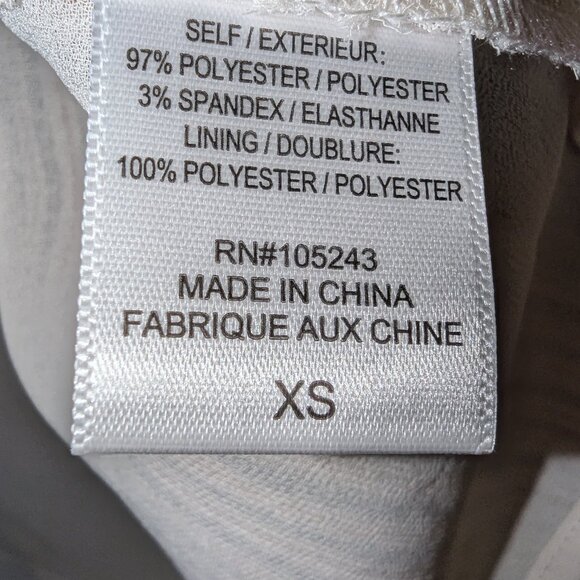 SELF / EXTERIEUR:
97% POLYESTER / POLYESTER
3% SPANDEX / ELASTHANNE
LINING / DOUBLURE:
100% POLYESTER / POLYESTER
RN#105243
MADE IN CHINA
FABRIQUE AUX CHINE
XS